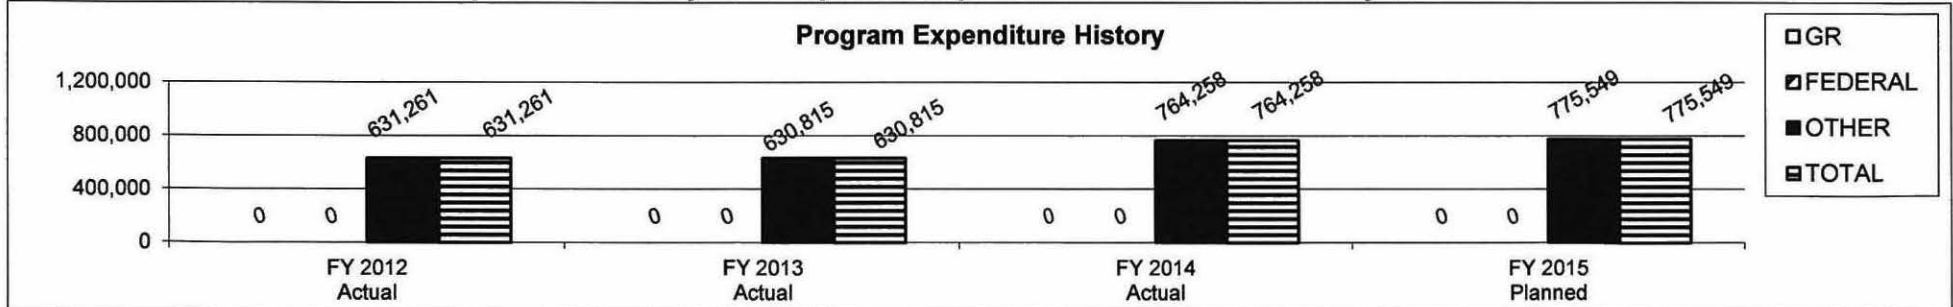 Program Expenditure History
GR
FEDERAL
OTHER
TOTAL
1,200,000
800,000
400,000
0
0 0 631,261 631,261
0 0 630,815 630,815
0 0 764,258 764,258
0 0 775,549 775,549
FY 2012
Actual
FY 2013
Actual
FY 2014
Actual
FY 2015
Planned